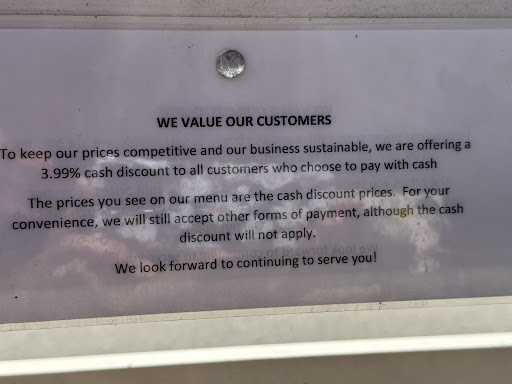 WE VALUE OUR CUSTOMERS
To keep our prices competitive and our business sustainable, we are offering a
3.99% cash discount to all customers who choose to pay with cash
The prices you see on our menu are the cash discount prices. For your
convenience, we will still accept other forms of payment, although the cash
discount will not apply.
We look forward to continuing to serve you!